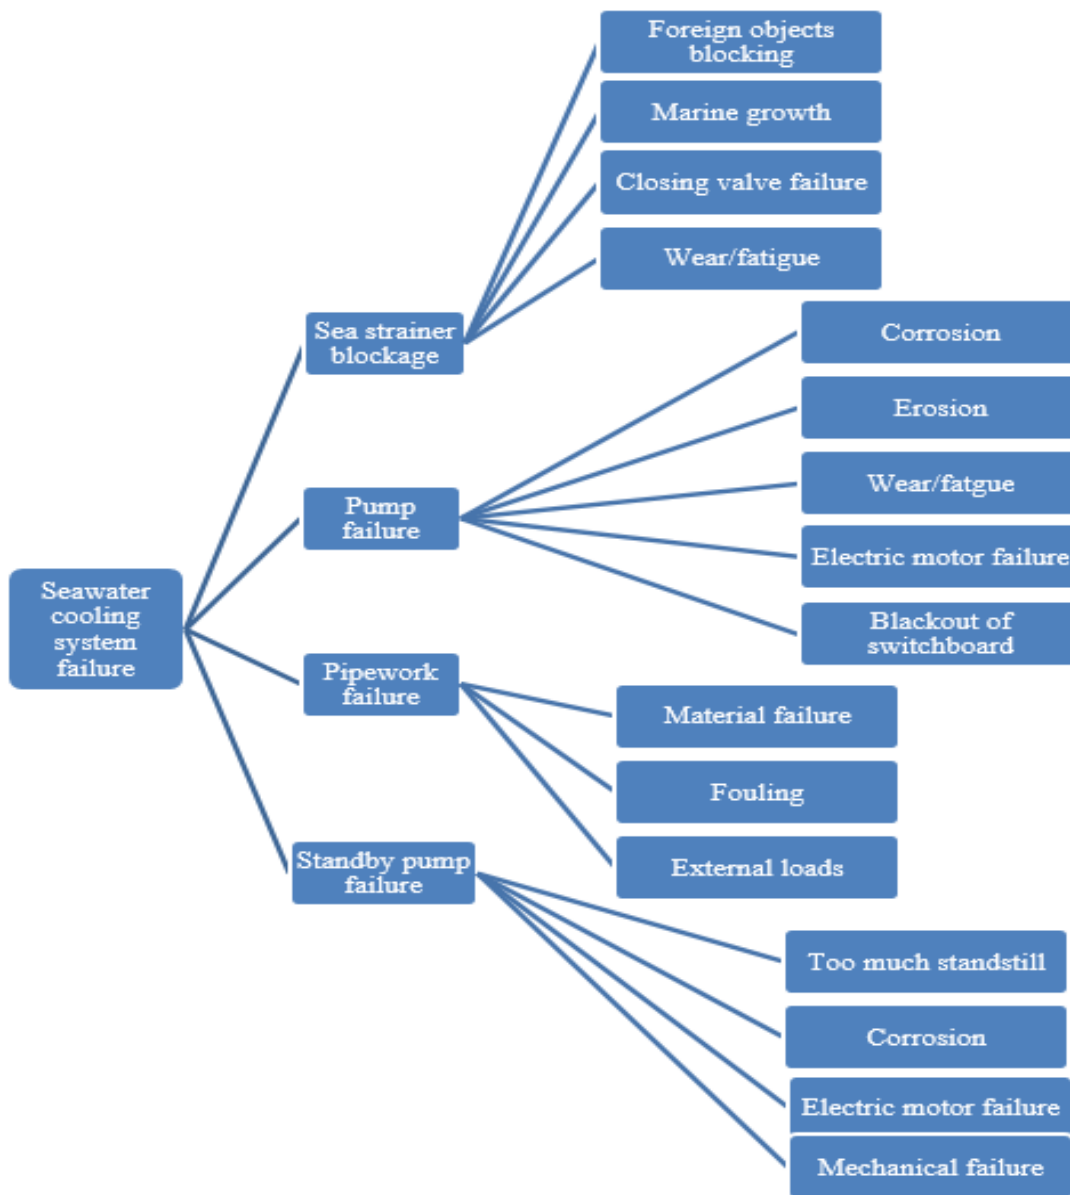 Foreign objects
blocking
Marine growth
Closing valve failure
Wear/fatigue
Sea strainer
blockage
Corrosion
Erosion
Wear/fatgue
Electric motor failure
Blackout of
switchboard
Pump
failure
Seawater
cooling
system
failure
Pipework
failure
Material failure
Fouling
External loads
Standby pump
failure
Too much standstill
Corrosion
Electric motor failure
Mechanical failure